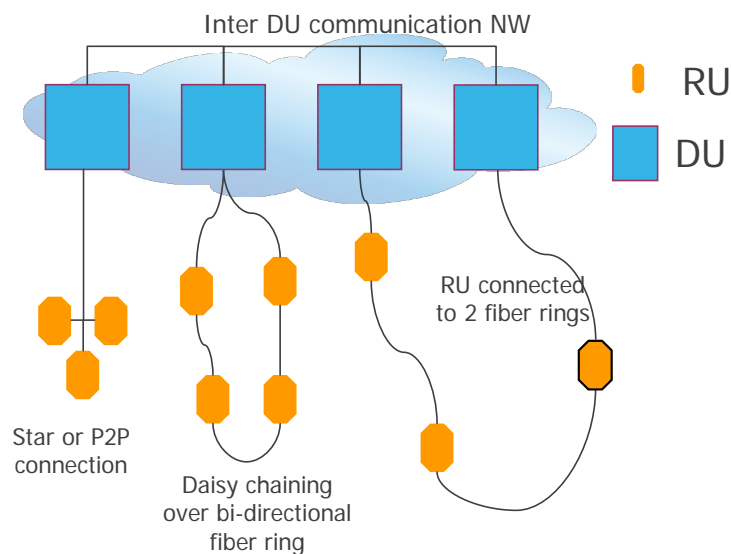 Inter DU communication NW
RU
DU
RU connected
to 2 fiber rings
Star or P2P
connection
Daisy chaining
over bi-directional
fiber ring